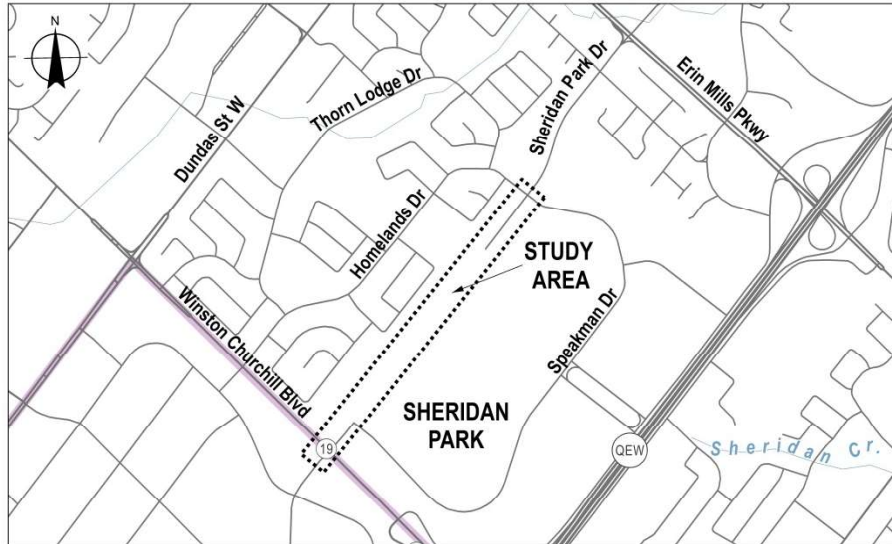 N
Dundas St W
Thorn Lodge Dr
Sheridan Park Dr
Erin Mills Pkwy
Homelands Dr
STUDY
AREA
Winston Churchill Blvd
Speakman Dr
SHERIDAN
PARK
19
QEW
Sheridan Cr.